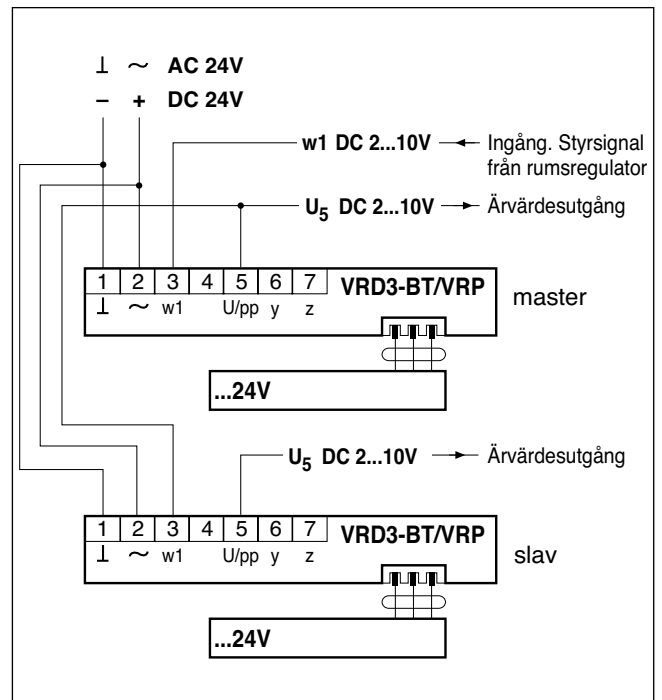 ⊥ ~ AC 24V
– + DC 24V
w1 DC 2...10V Ingång. Styrsignal
från rumsregulator
U5 DC 2...10V Ärvärdesutgång
1 2 3 4 5 6 7 VRD3-BT/VRP
⊥ ~ w1 U/pp y z
master
...24V
U5 DC 2...10V Ärvärdesutgång
1 2 3 4 5 6 7 VRD3-BT/VRP
⊥ ~ w1 U/pp y z
slav
...24V